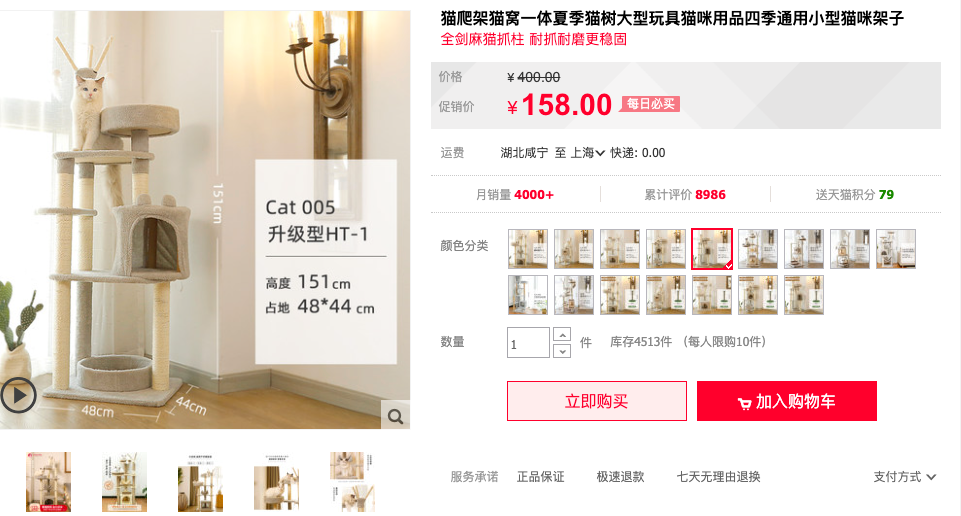 猫爬架猫窝一体夏季猫树大型玩具猫咪用品四季通用小型猫咪架子
全剑麻猫抓柱 耐抓耐磨更稳固
价格 ¥ 400.00
促销价 ¥ 158.00 每日必买
运费 湖北咸宁 至 上海 快递: 0.00
月销量 4000+ 累计评价 8986 送天猫积分 79
颜色分类
数量 1 件 库存4513件 (每人限购10件)
立即购买 加入购物车
服务承诺 正品保证 极速退款 七天无理由退换 支付方式
151cm
Cat 005
升级型HT-1
高度 151cm
占地 48*44 cm
48cm
44cm